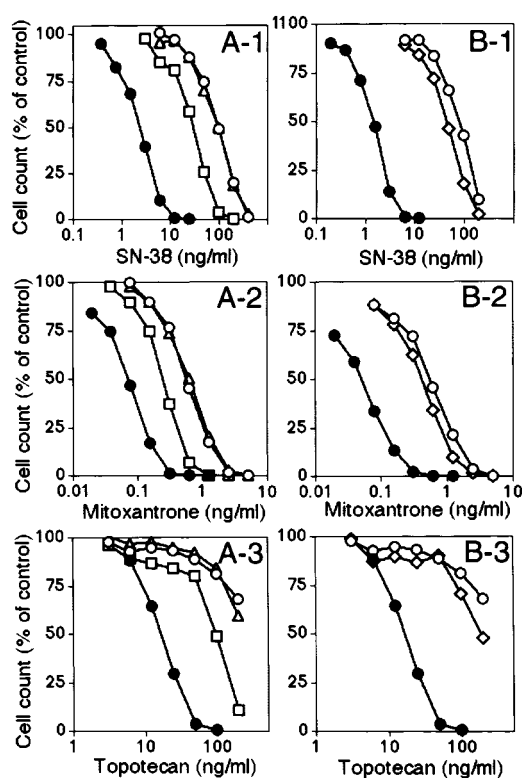 A-1
Cell count (% of control)
100
75
50
25
0
0.1 1 10 100
SN-38 (ng/ml)
B-1
1100
75
50
25
0
0.1 1 10 100
SN-38 (ng/ml)
A-2
Cell count (% of control)
100
75
50
25
0
0.01 0.1 1 10
Mitoxantrone (ng/ml)
B-2
100
75
50
25
0
0.01 0.1 1 10
Mitoxantrone (ng/ml)
A-3
Cell count (% of control)
100
75
50
25
0
1 10 100
Topotecan (ng/ml)
B-3
100
75
50
25
0
1 10 100
Topotecan (ng/ml)